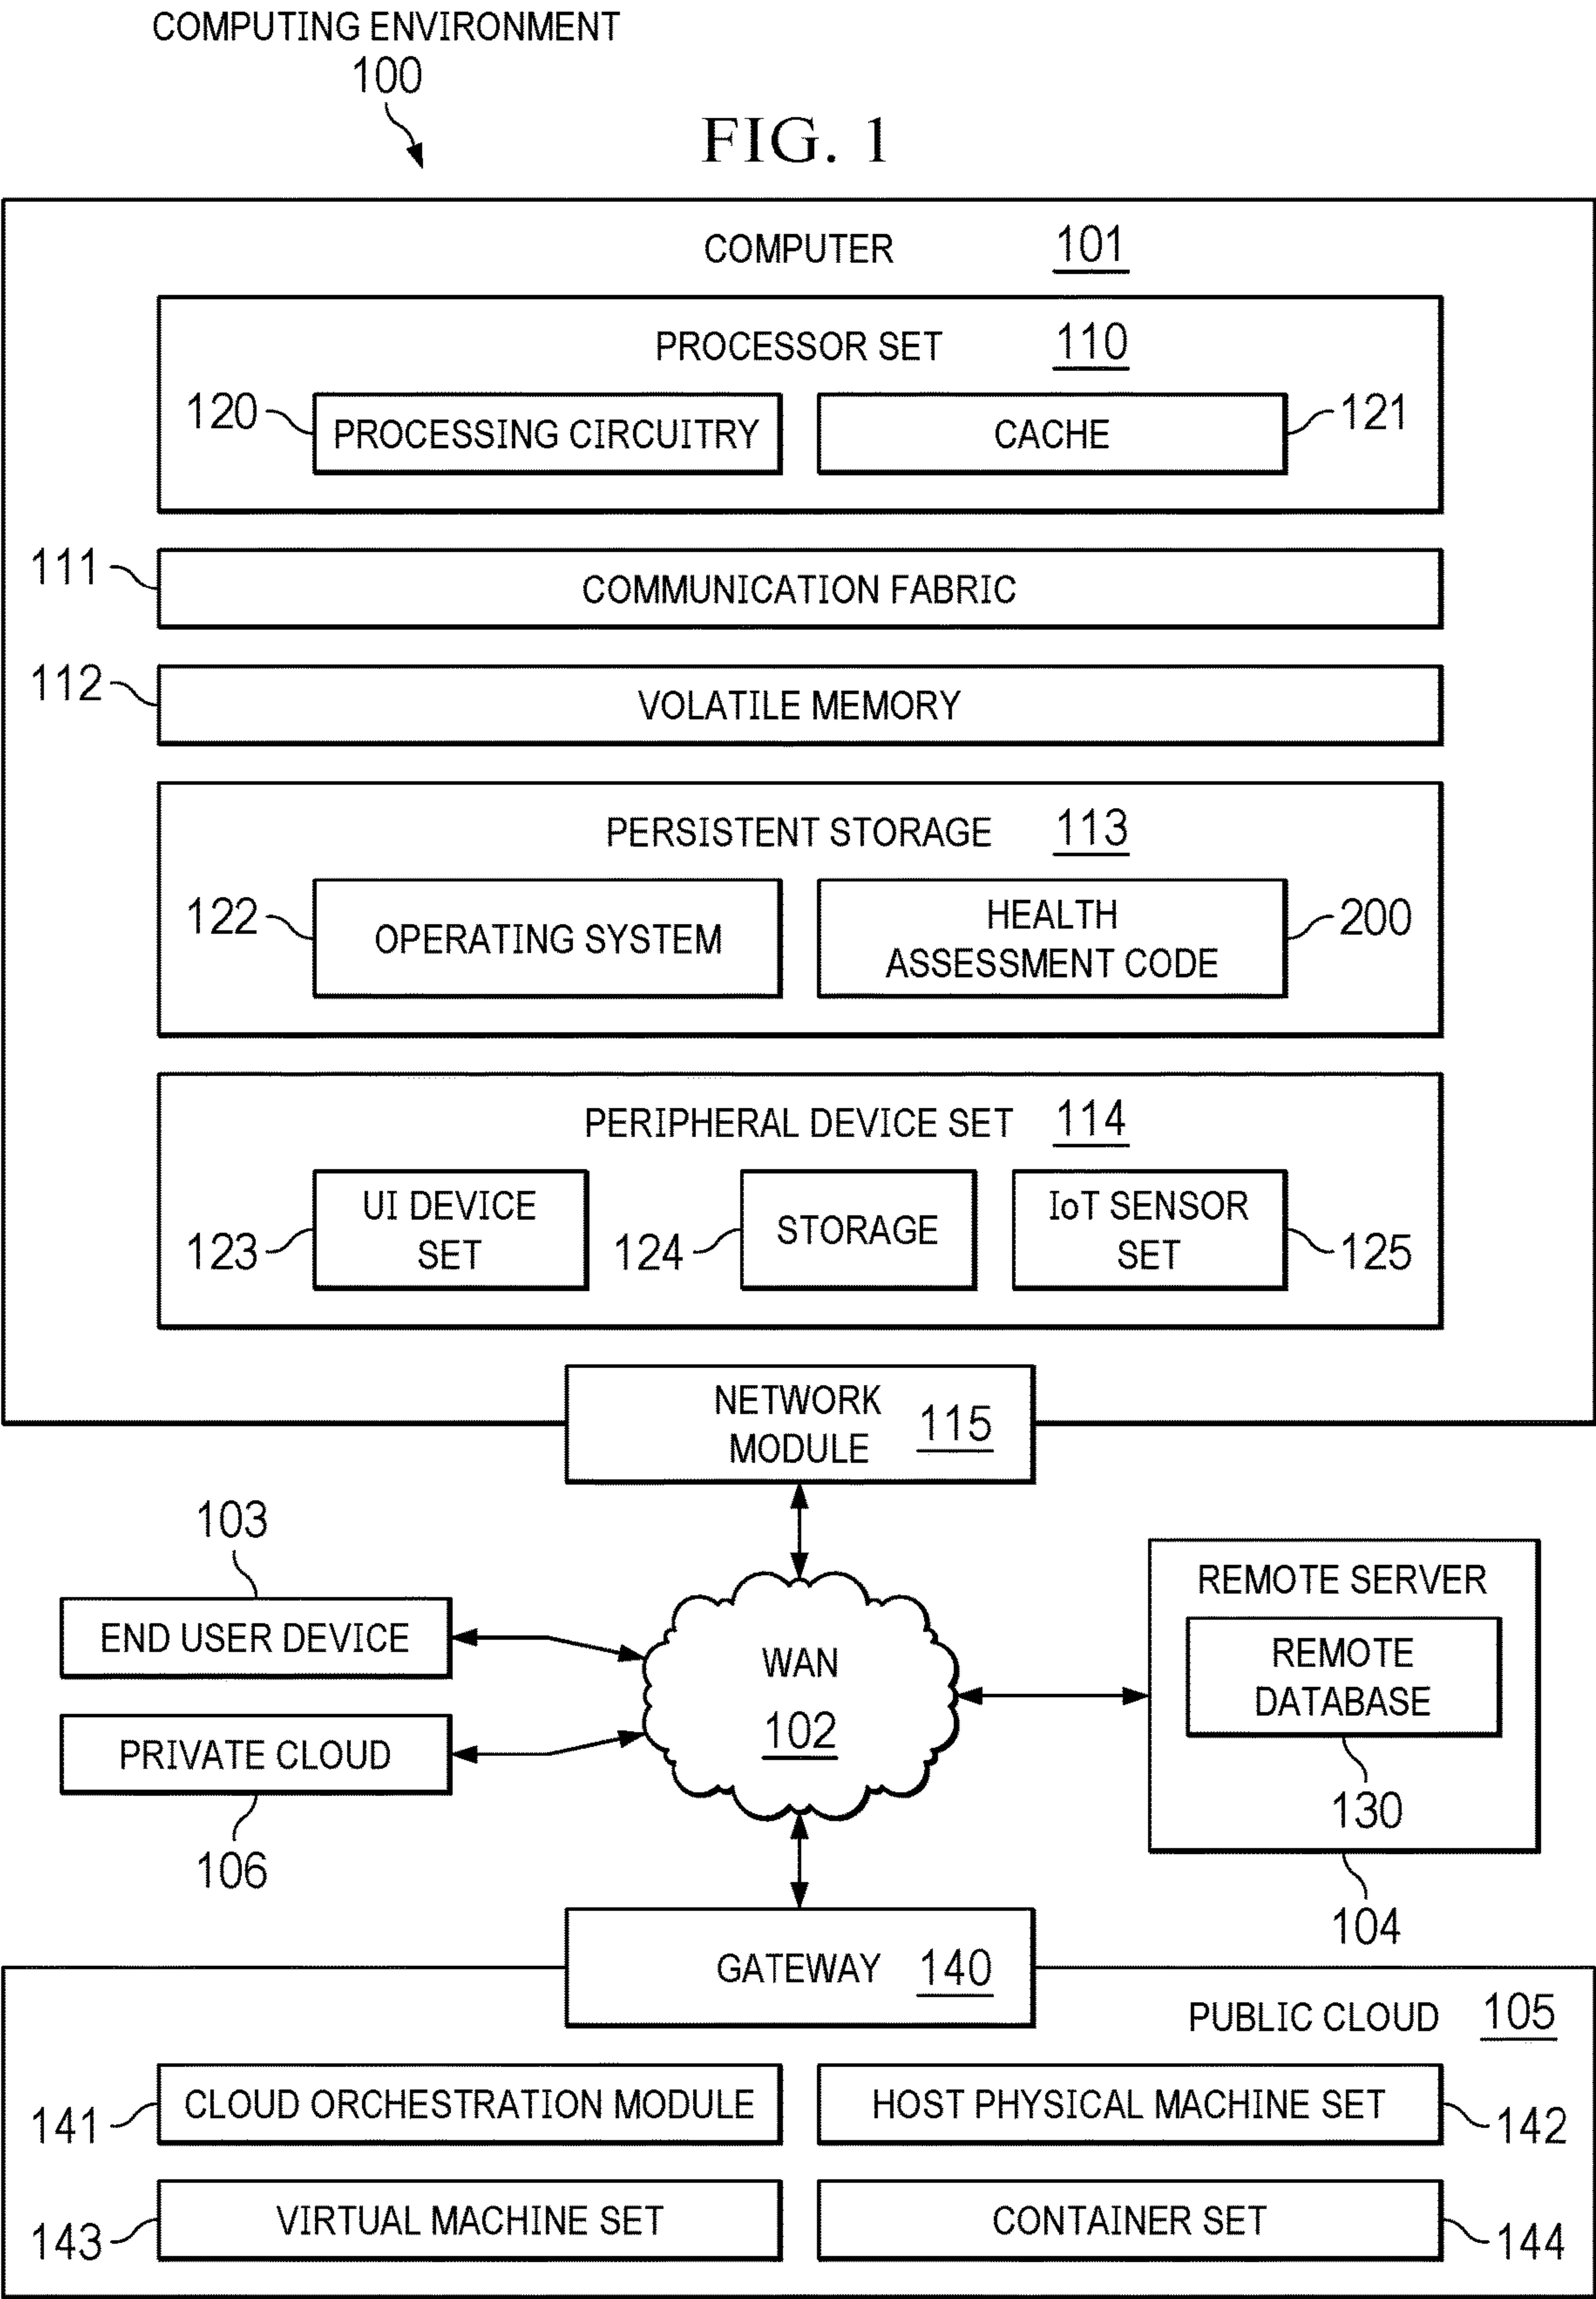 COMPUTING ENVIRONMENT
100
FIG. 1
COMPUTER 101
PROCESSOR SET 110
120 PROCESSING CIRCUITRY CACHE 121
111 COMMUNICATION FABRIC
112 VOLATILE MEMORY
PERSISTENT STORAGE 113
122 OPERATING SYSTEM
HEALTH
ASSESSMENT CODE
200
PERIPHERAL DEVICE SET 114
123
UI DEVICE
SET
124 STORAGE
IoT SENSOR
SET
125
NETWORK
MODULE
115
103
END USER DEVICE
PRIVATE CLOUD
106
WAN
102
REMOTE SERVER
REMOTE
DATABASE
130
104
GATEWAY 140
PUBLIC CLOUD 105
141 CLOUD ORCHESTRATION MODULE HOST PHYSICAL MACHINE SET 142
143 VIRTUAL MACHINE SET CONTAINER SET 144